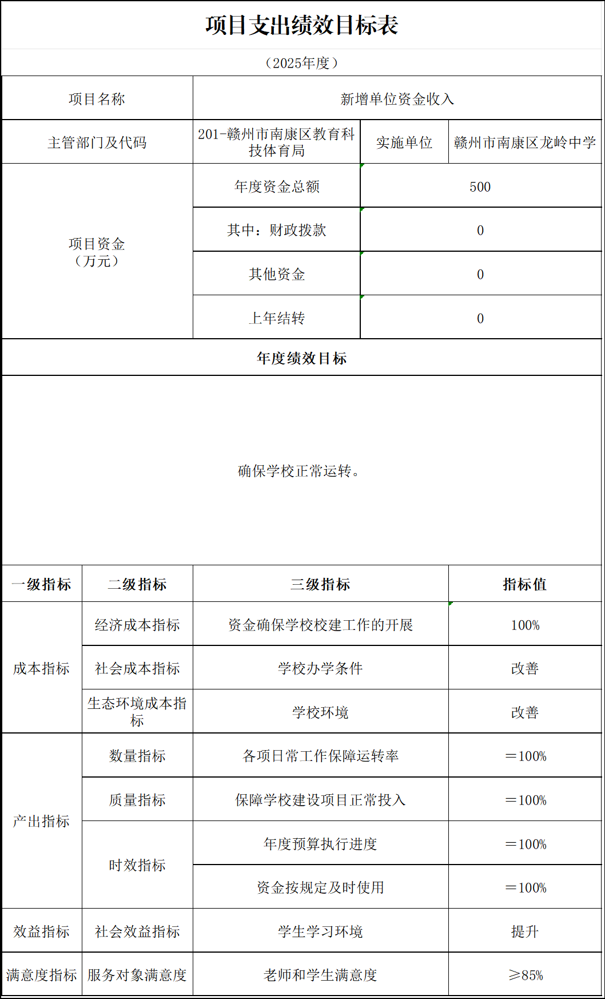 项目支出绩效目标表
（2025年度）
项目名称
新增单位资金收入
主管部门及代码
201-赣州市南康区教育科
技体育局
实施单位
赣州市南康区龙岭中学
项目资金
（万元）
年度资金总额
500
其中：财政拨款
0
其他资金
0
上年结转
0
年度绩效目标
确保学校正常运转。
一级指标
二级指标
三级指标
指标值
成本指标
经济成本指标
资金确保学校校建工作的开展
100%
社会成本指标
学校办学条件
改善
生态环境成本指
标
学校环境
改善
产出指标
数量指标
各项日常工作保障运转率
＝100%
质量指标
保障学校建设项目正常投入
＝100%
时效指标
年度预算执行进度
＝100%
资金按规定及时使用
＝100%
效益指标
社会效益指标
学生学习环境
提升
满意度指标
服务对象满意度
老师和学生满意度
≥85%